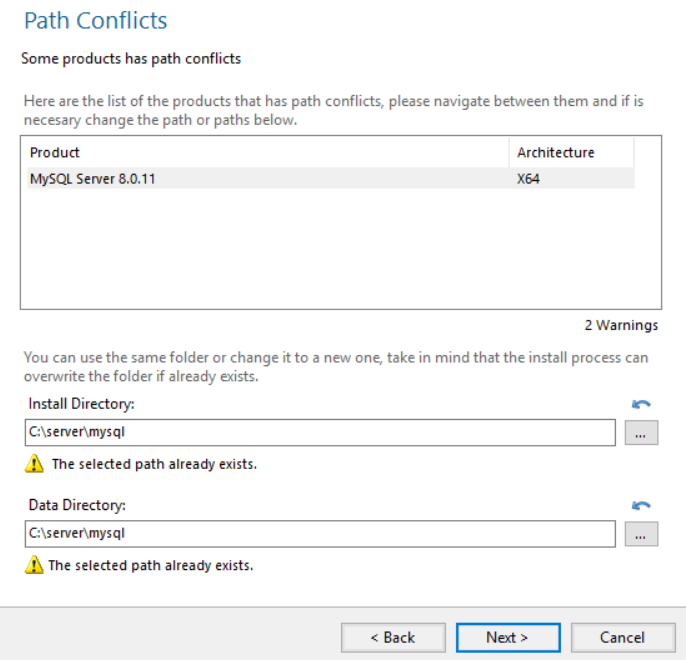 Path Conflicts
Some products has path conflicts
Here are the list of the products that has path conflicts, please navigate between them and if is
necesary change the path or paths below.
Product Architecture
MySQL Server 8.0.11 X64
2 Warnings
You can use the same folder or change it to a new one, take in mind that the install process can
overwrite the folder if already exists.
Install Directory:
C:\server\mysql ...
The selected path already exists.
Data Directory:
C:\server\mysql ...
The selected path already exists.
< Back Next > Cancel